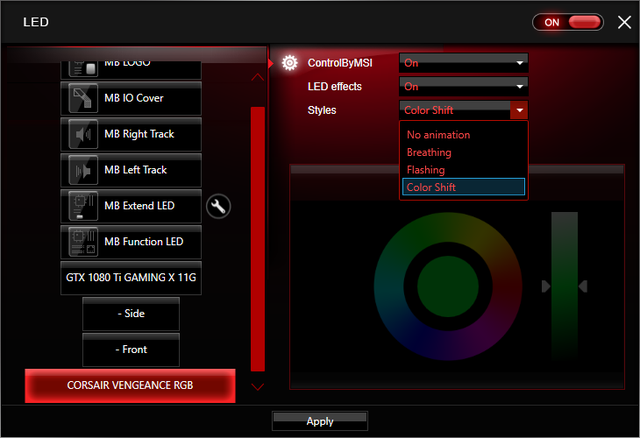 LED
ON
MB LOGO
MB IO Cover
MB Right Track
MB Left Track
MB Extend LED
MB Function LED
GTX 1080 Ti GAMING X 11G
- Side
- Front
CORSAIR VENGEANCE RGB
ControlByMSI
On
LED effects
On
Styles
Color Shift
No animation
Breathing
Flashing
Color Shift
Apply